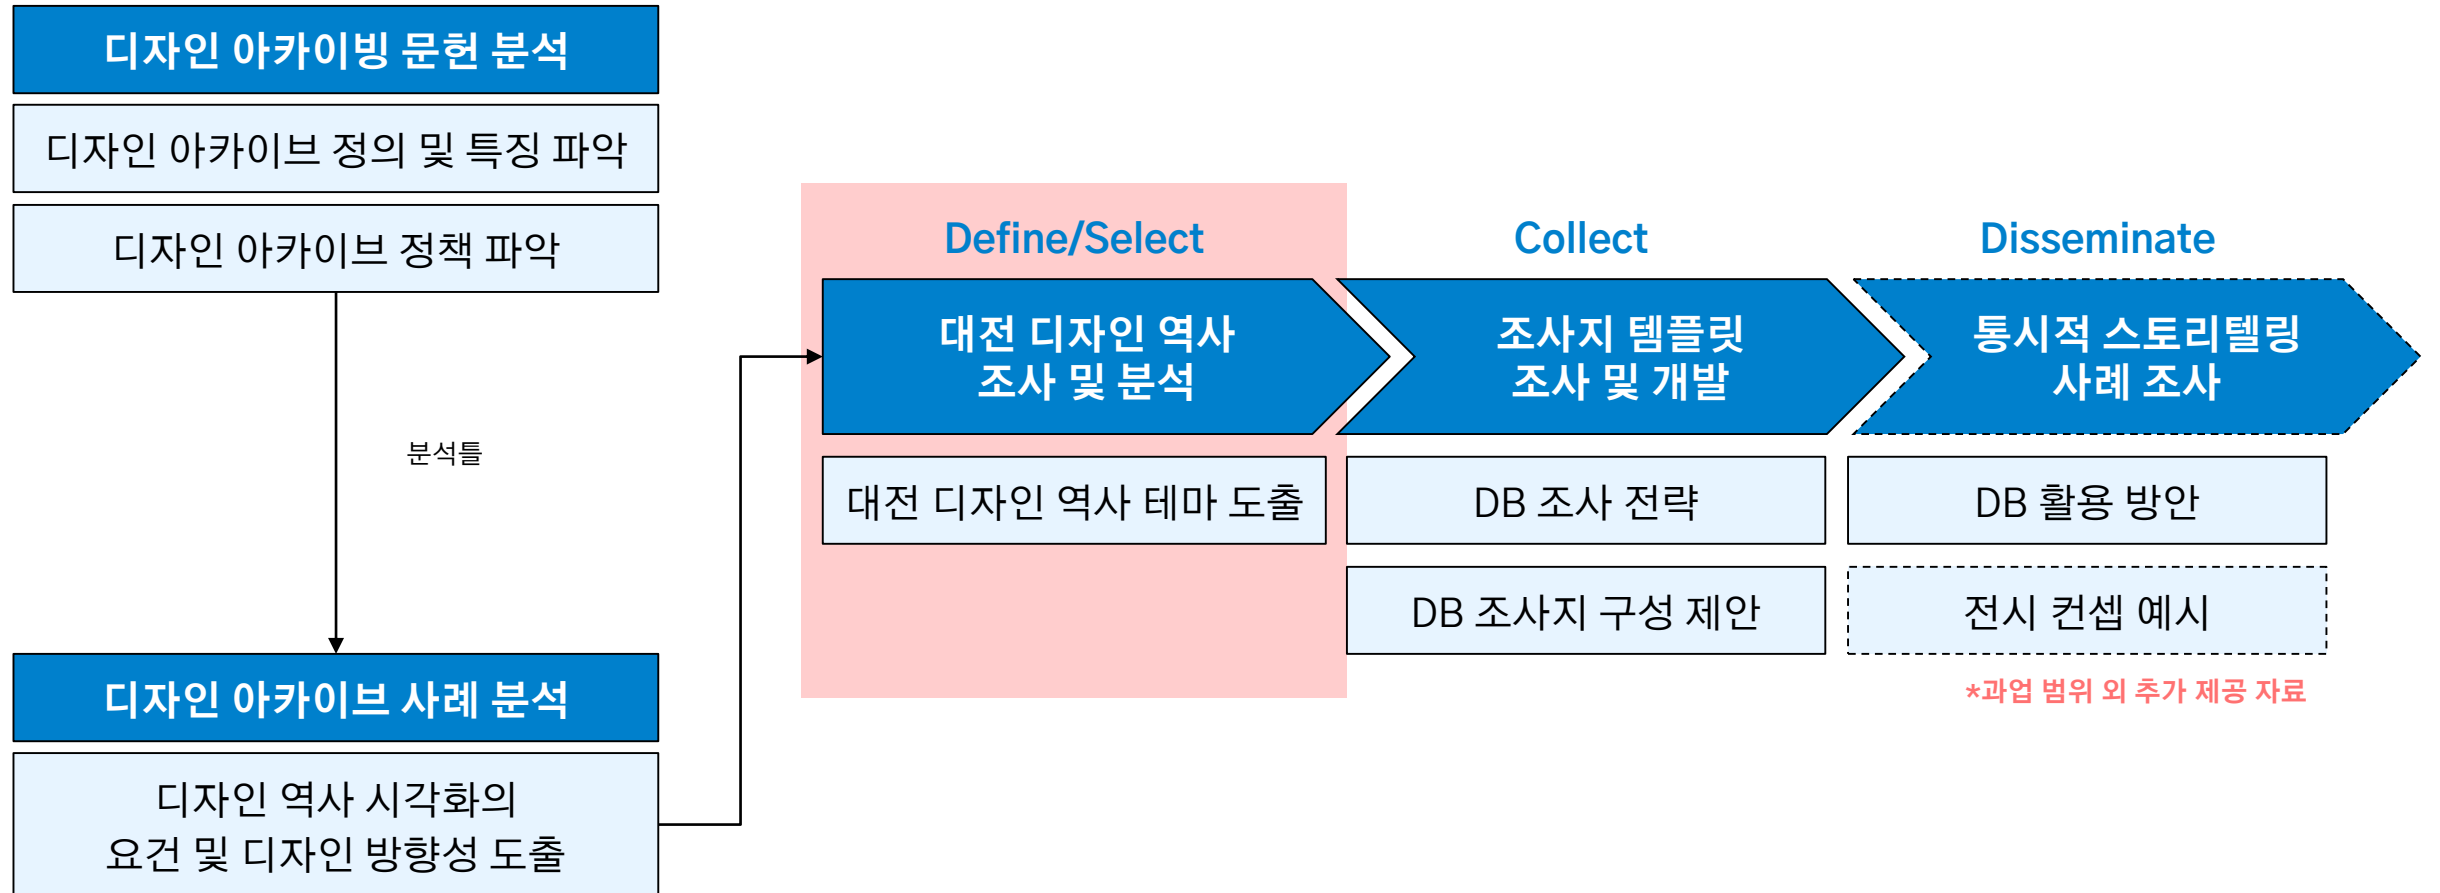 디자인 아카이빙 문헌 분석
디자인 아카이브 정의 및 특징 파악
디자인 아카이브 정책 파악
분석틀
디자인 아카이브 사례 분석
디자인 역사 시각화의
요건 및 디자인 방향성 도출
Define/Select
대전 디자인 역사
조사 및 분석
대전 디자인 역사 테마 도출
Collect
조사지 템플릿
조사 및 개발
DB 조사 전략
DB 조사지 구성 제안
Disseminate
통시적 스토리텔링
사례 조사
DB 활용 방안
전시 컨셉 예시
*과업 범위 외 추가 제공 자료